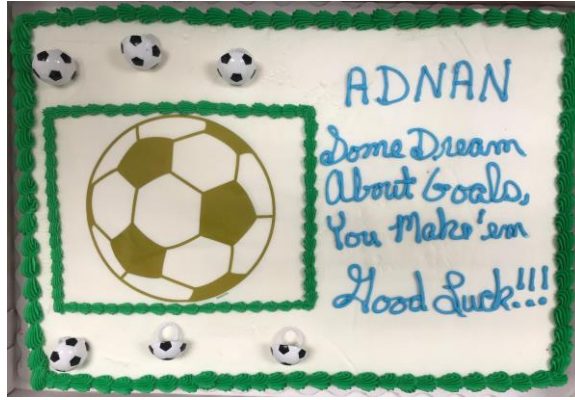 ADNAN
Some Dream
About Goals,
You Make 'em
Good Luck!!!